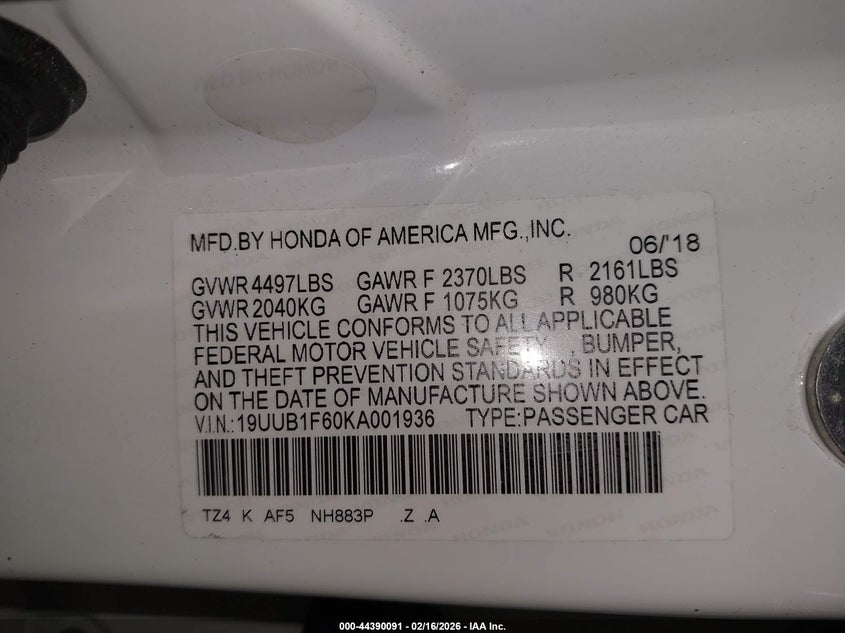 MFD.BY HONDA OF AMERICA MFG.,INC. 06/'18
GVWR 4497LBS GAWR F 2370LBS R 2161LBS
GVWR 2040KG GAWR F 1075KG R 980KG
THIS VEHICLE CONFORMS TO ALL APPLICABLE
FEDERAL MOTOR VEHICLE SAFETY , BUMPER,
AND THEFT PREVENTION STANDARDS IN EFFECT
ON THE DATE OF MANUFACTURE SHOWN ABOVE.
V.I.N.:19UUB1F60KA001936 TYPE:PASSENGER CAR
TZ4 K AF5 NH883P .Z .A
HONDA HONDA HONDA
000-44390091 - 02/16/2026 - IAA Inc.